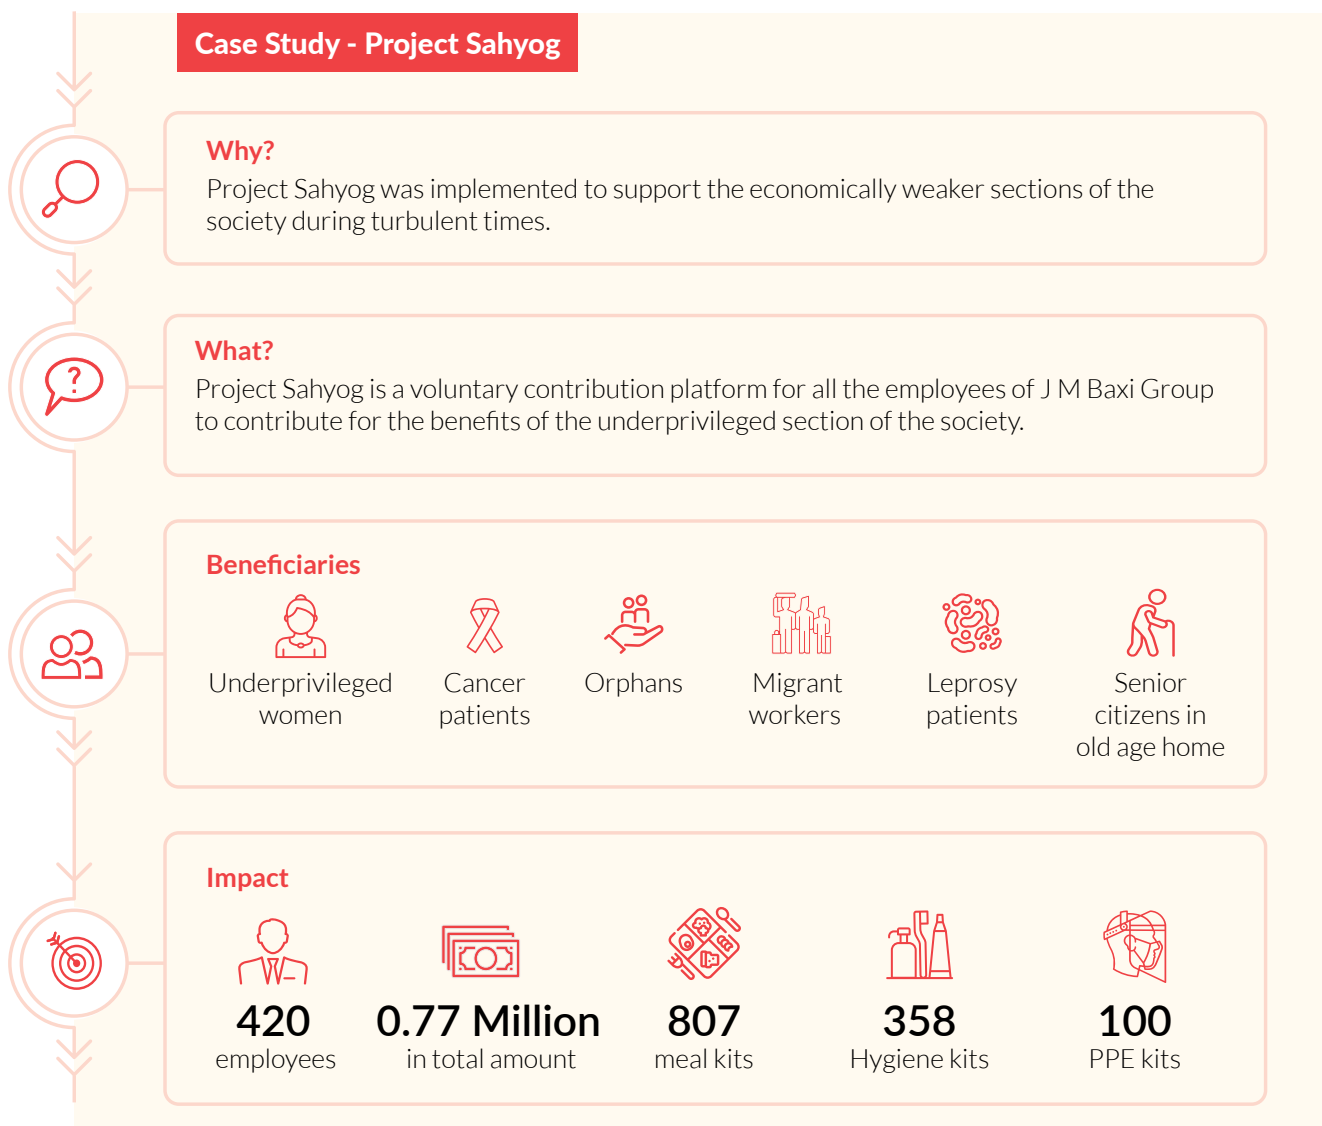 Case Study - Project Sahyog
Why?
Project Sahyog was implemented to support the economically weaker sections of the
society during turbulent times.
?
What?
Project Sahyog is a voluntary contribution platform for all the employees of J M Baxi Group
to contribute for the benefits of the underprivileged section of the society.
Beneficiaries
Underprivileged
women
Cancer
patients
Orphans
Migrant
workers
Leprosy
patients
Senior
citizens in
old age home
Impact
420
employees
0.77 Million
in total amount
807
meal kits
358
Hygiene kits
100
PPE kits